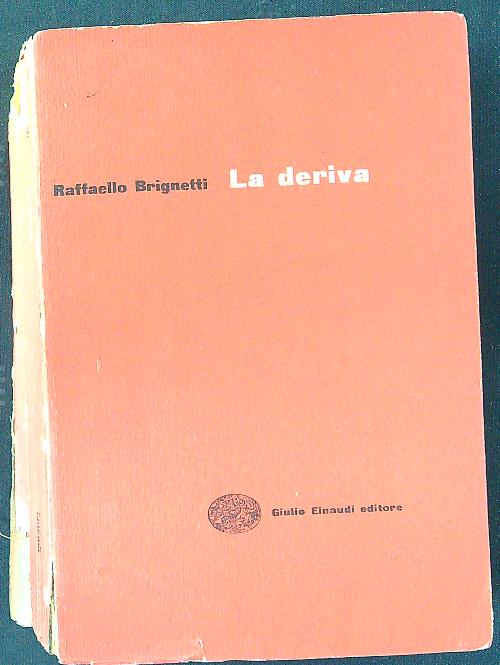 Raffaello Brignetti La deriva
Giulio Einaudi editore